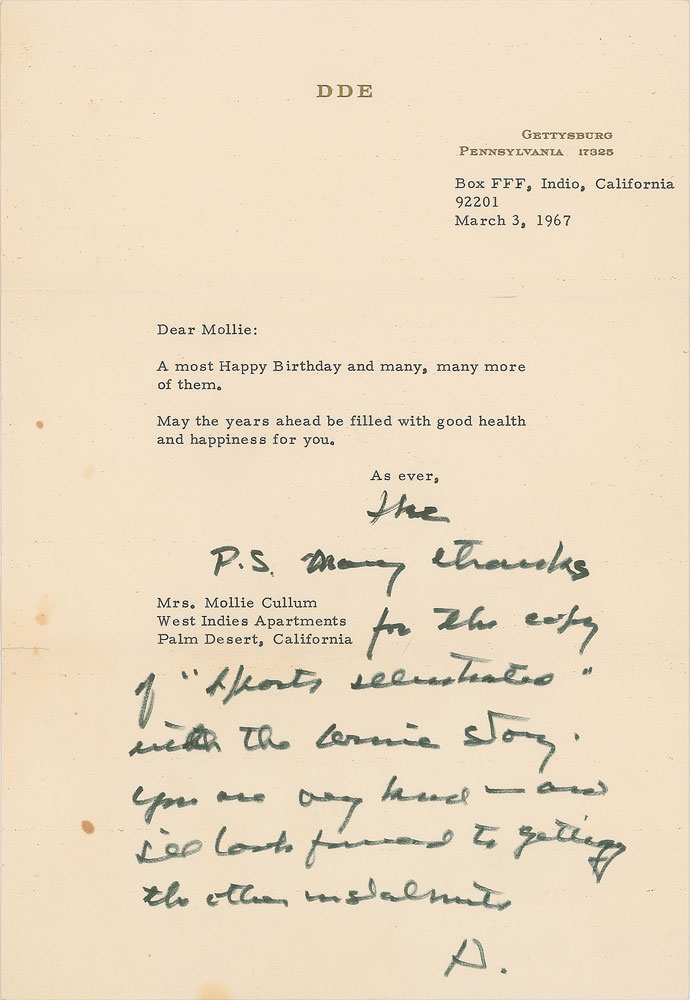 DDE
GETTYSBURG
PENNSYLVANIA 17325
Box FFF, Indio, California
92201
March 3, 1967
Dear Mollie:
A most Happy Birthday and many, many more
of them.
May the years ahead be filled with good health
and happiness for you.
As ever,
Ike
P.S. Many thanks
Mrs. Mollie Cullum
West Indies Apartments
Palm Desert, California
for the copy
of "Sports Illustrated"
with the story.
You are very kind — and
I'll look forward to getting
the other instalments
D.